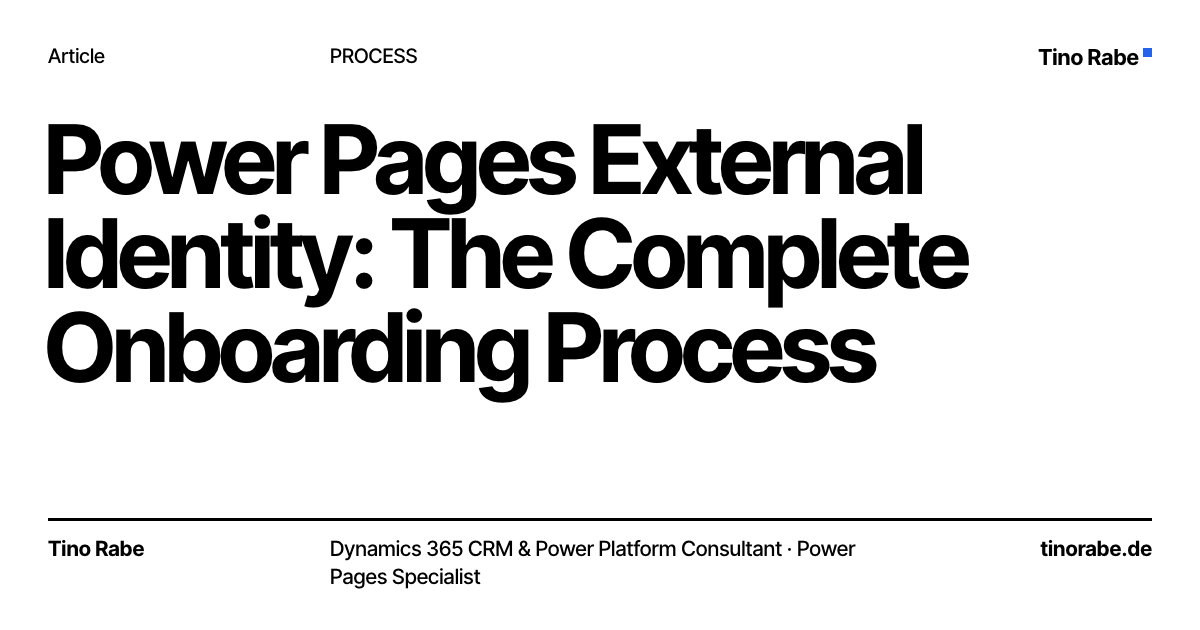 Article
PROCESS
Tino Rabe
Power Pages External
Identity: The Complete
Onboarding Process
Tino Rabe
Dynamics 365 CRM & Power Platform Consultant · Power
Pages Specialist
tinorabe.de